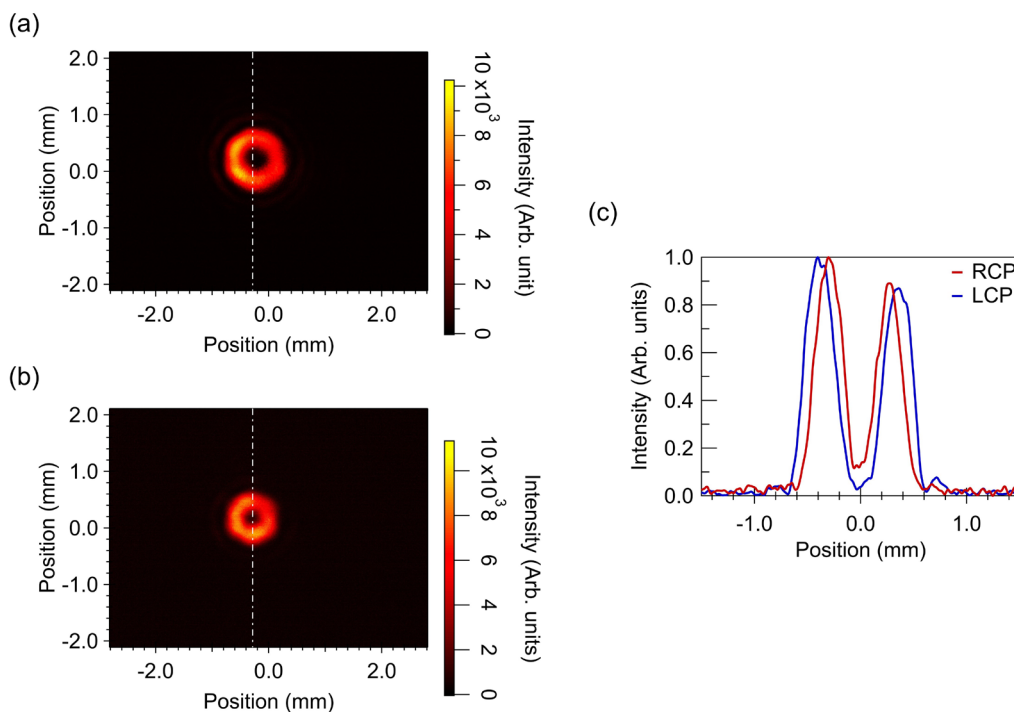 (a)
2.0
1.0
0.0
-1.0
-2.0
Position (mm)
-2.0 0.0 2.0
Position (mm)
10 x10³
8
6
4
2
0
Intensity (Arb. unit)
(b)
2.0
1.0
0.0
-1.0
-2.0
Position (mm)
-2.0 0.0 2.0
Position (mm)
10 x10³
8
6
4
2
0
Intensity (Arb. units)
(c)
1.0
0.8
0.6
0.4
0.2
0.0
Intensity (Arb. units)
RCP
LCP
-1.0 0.0 1.0
Position (mm)